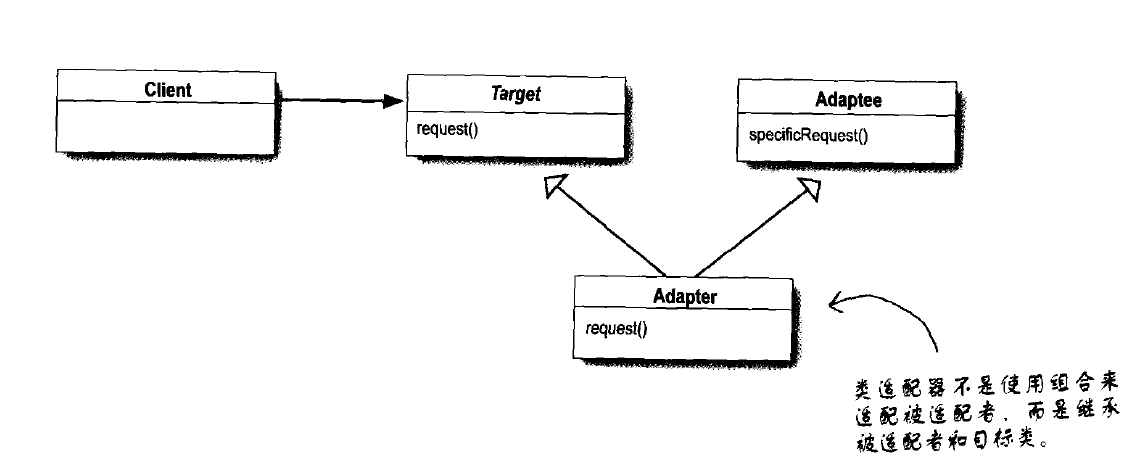 Client
Target
request()
Adaptee
specificRequest()
Adapter
request()
类适配器不是使用组合来
适配被适配者，而是继承
被适配者和目标类。